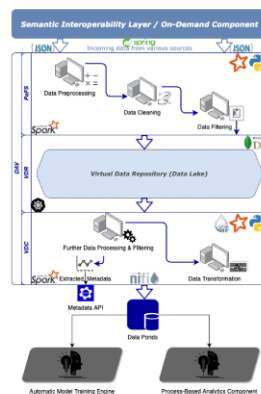 Semantic Interoperability Layer / On-Demand Component
{JSON}
spring
{JSON}
Incoming data from various sources
Data Preprocessing
Data Cleaning
Data Filtering
PaFS
Spark
DAV
VDR
Virtual Data Repository (Data Lake)
VDC
Further Data Processing & Filtering
Spark
Extracted Metadata
nifi
Data Transformation
Metadata API
Data Ponds
Automatic Model Training Engine
Process-Based Analytics Component